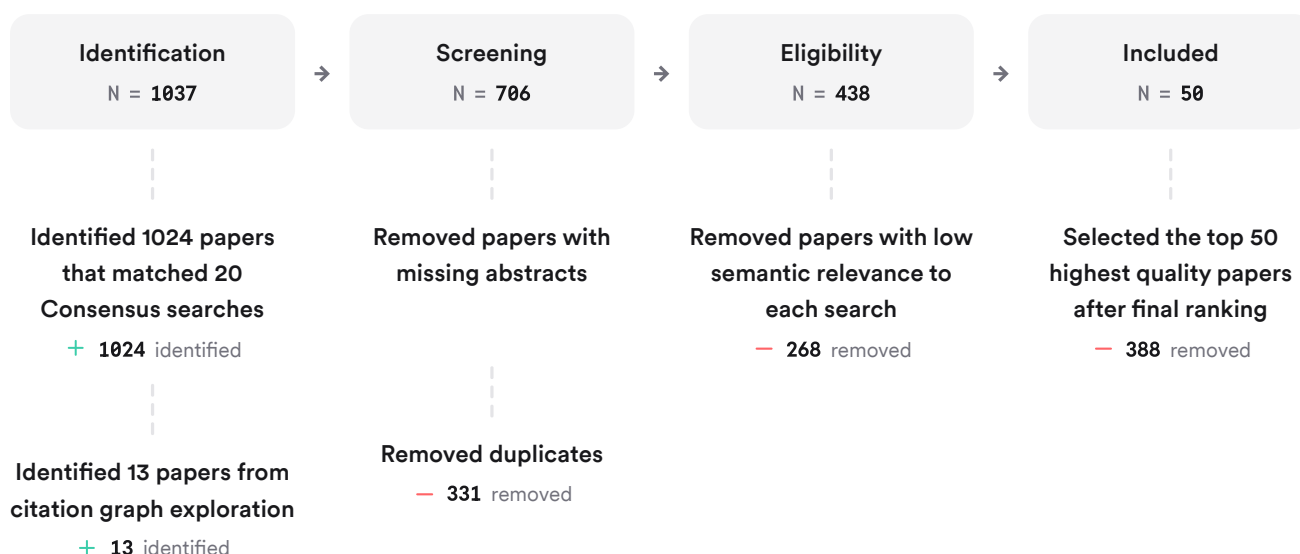 Identification
N = 1037
Screening
N = 706
Eligibility
N = 438
Included
N = 50
Identified 1024 papers
that matched 20
Consensus searches
+ 1024 identified
Identified 13 papers from
citation graph exploration
+ 13 identified
Removed papers with
missing abstracts
Removed duplicates
− 331 removed
Removed papers with low
semantic relevance to
each search
− 268 removed
Selected the top 50
highest quality papers
after final ranking
− 388 removed